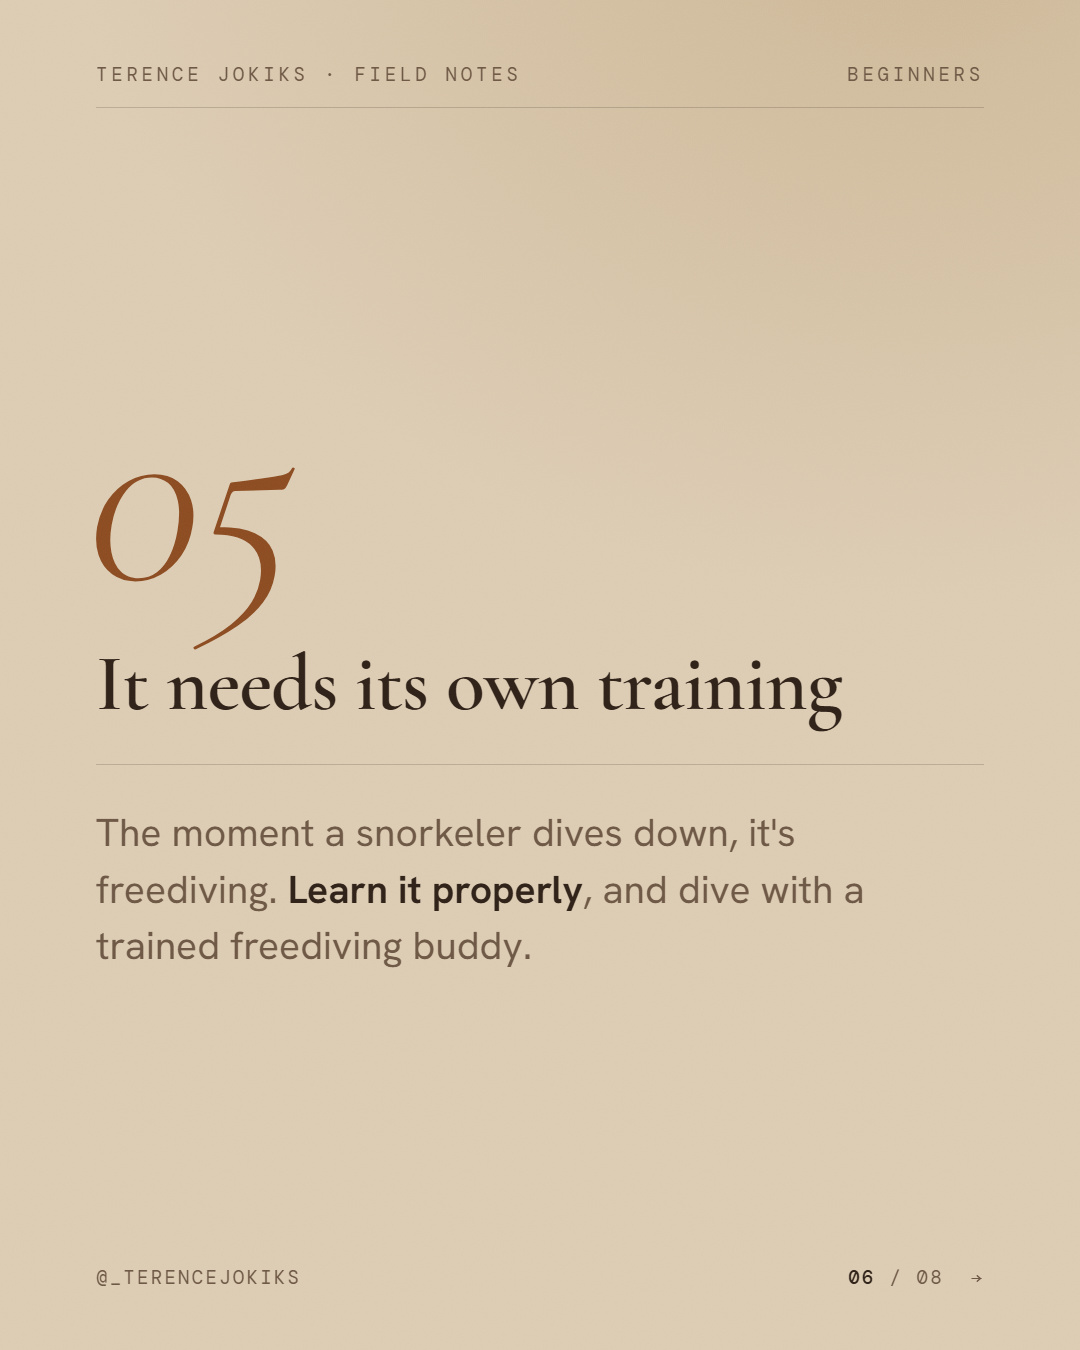 TERENCE JOKIKS · FIELD NOTES
BEGINNERS
05
It needs its own training
The moment a snorkeler dives down, it's
freediving. Learn it properly, and dive with a
trained freediving buddy.
@_TERENCEJOKIKS
06 / 08 →